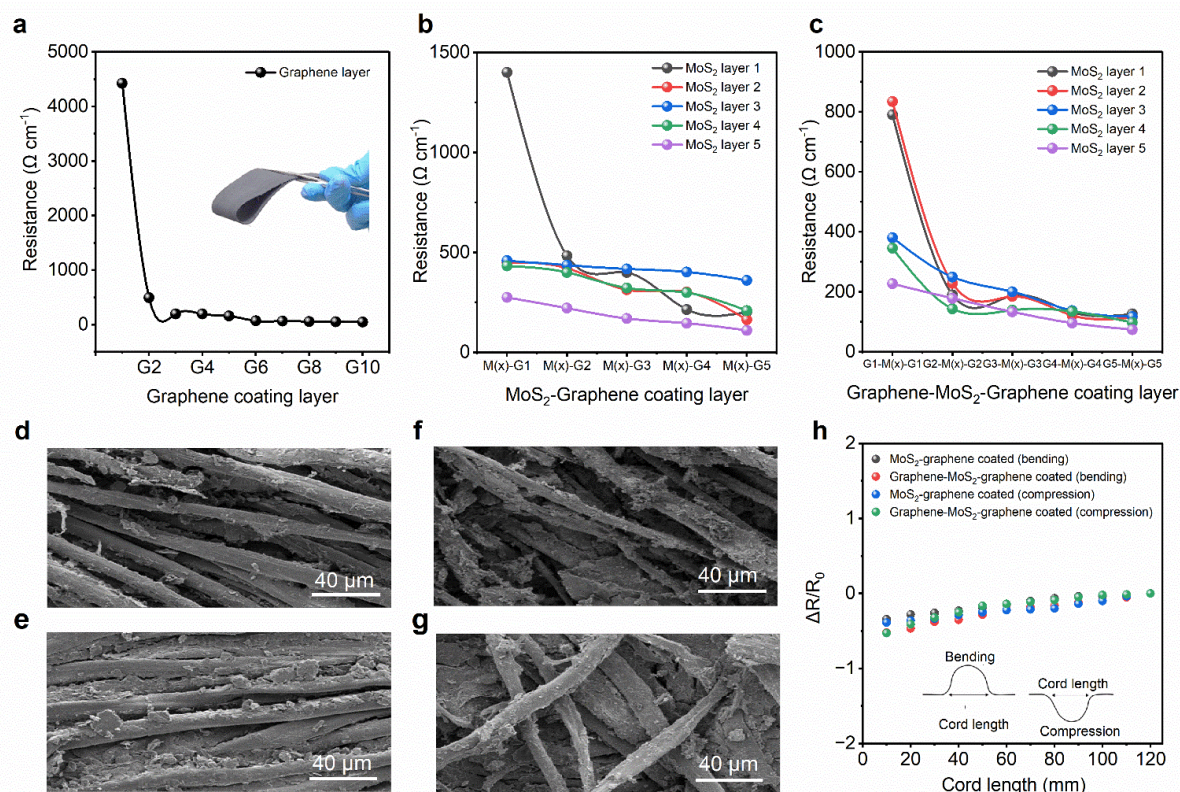 a
5000
4000
3000
2000
1000
0
Resistance (Ω cm⁻¹)
Graphene layer
G2 G4 G6 G8 G10
Graphene coating layer
b
1500
1000
500
0
Resistance (Ω cm⁻¹)
MoS₂ layer 1
MoS₂ layer 2
MoS₂ layer 3
MoS₂ layer 4
MoS₂ layer 5
M(x)-G1 M(x)-G2 M(x)-G3 M(x)-G4 M(x)-G5
MoS₂-Graphene coating layer
c
1000
800
600
400
200
0
Resistance (Ω cm⁻¹)
MoS₂ layer 1
MoS₂ layer 2
MoS₂ layer 3
MoS₂ layer 4
MoS₂ layer 5
G1-M(x)-G1 G2-M(x)-G2 G3-M(x)-G3 G4-M(x)-G4 G5-M(x)-G5
Graphene-MoS₂-Graphene coating layer
d
40 µm
e
40 µm
f
40 µm
g
40 µm
h
2
1
0
−1
−2
ΔR/R₀
MoS₂-graphene coated (bending)
Graphene-MoS₂-graphene coated (bending)
MoS₂-graphene coated (compression)
Graphene-MoS₂-graphene coated (compression)
Bending
Cord length
Cord length
Compression
0 20 40 60 80 100 120
Cord length (mm)